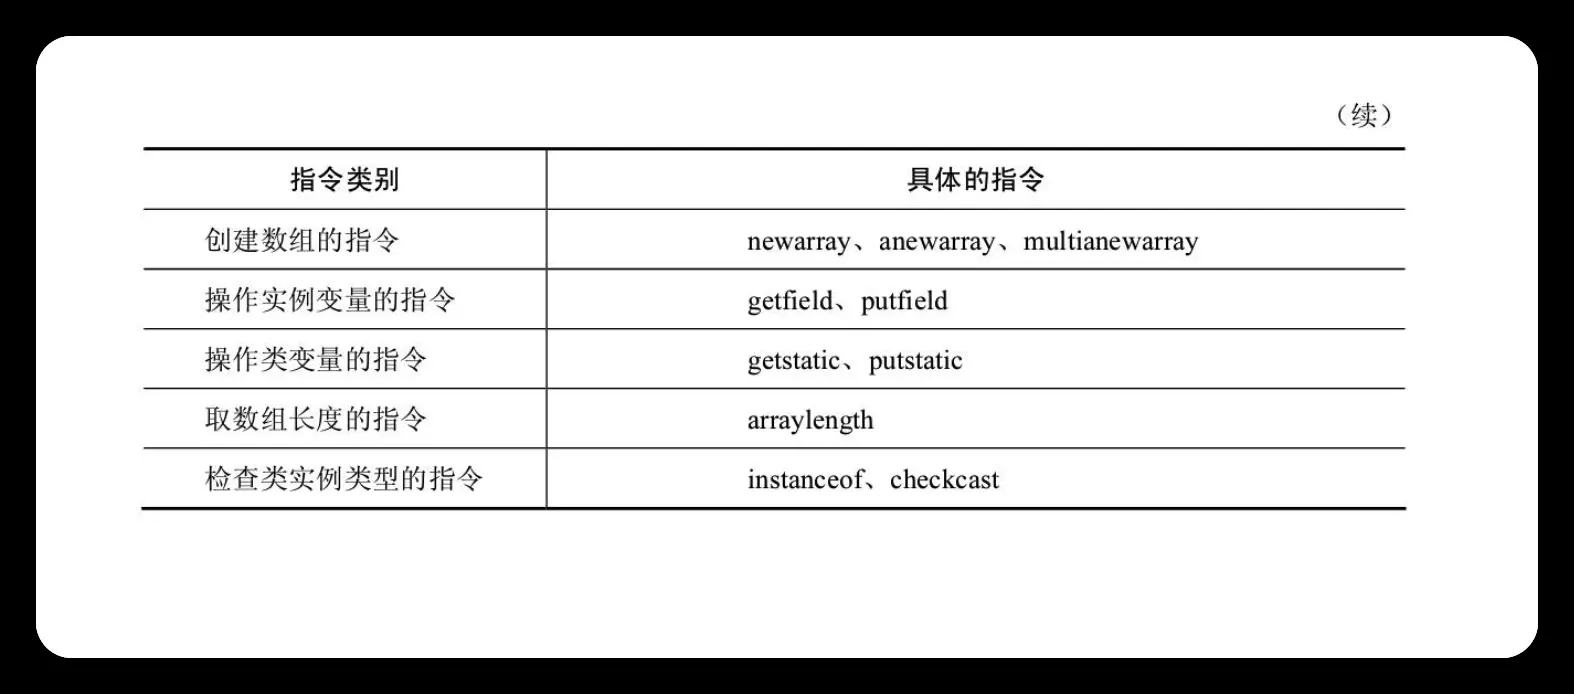 （续）
指令类别 具体的指令
创建数组的指令 newarray、anewarray、multianewarray
操作实例变量的指令 getfield、putfield
操作类变量的指令 getstatic、putstatic
取数组长度的指令 arraylength
检查类实例类型的指令 instanceof、checkcast